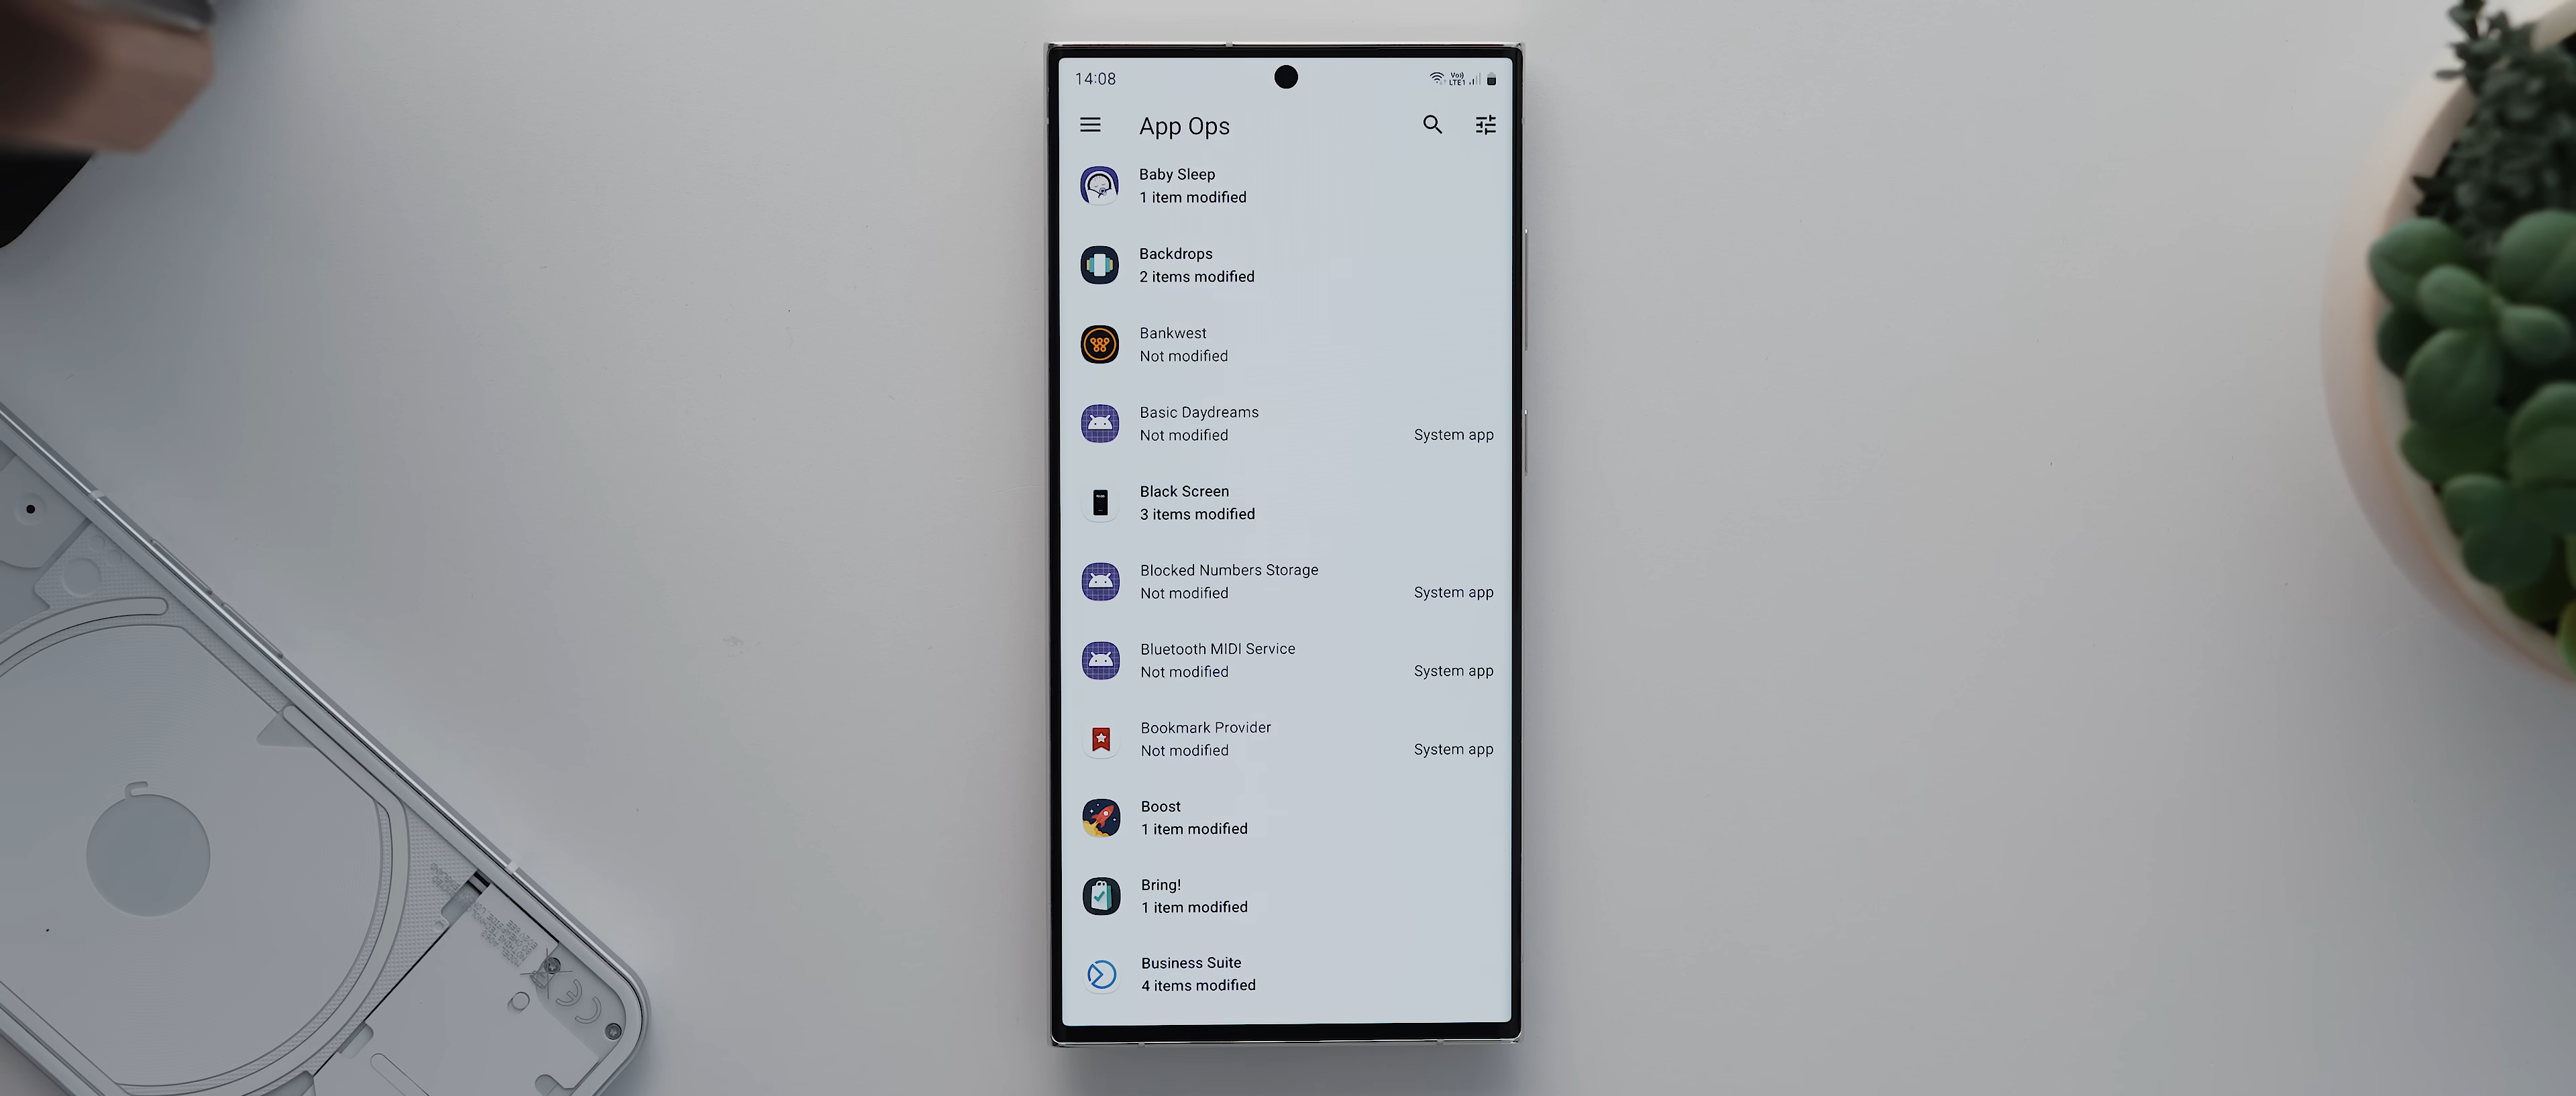 14:08
Vo))
LTE1
App Ops
Baby Sleep
1 item modified
Backdrops
2 items modified
Bankwest
Not modified
Basic Daydreams
Not modified
System app
Black Screen
3 items modified
Blocked Numbers Storage
Not modified
System app
Bluetooth MIDI Service
Not modified
System app
Bookmark Provider
Not modified
System app
Boost
1 item modified
Bring!
1 item modified
Business Suite
4 items modified